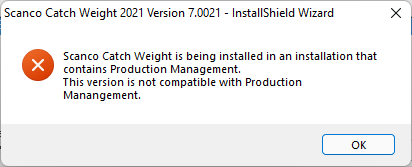 Scanco Catch Weight 2021 Version 7.0021 - InstallShield Wizard
Scanco Catch Weight is being installed in an installation that
contains Production Management.
This version is not compatible with Production
Manangement.
OK